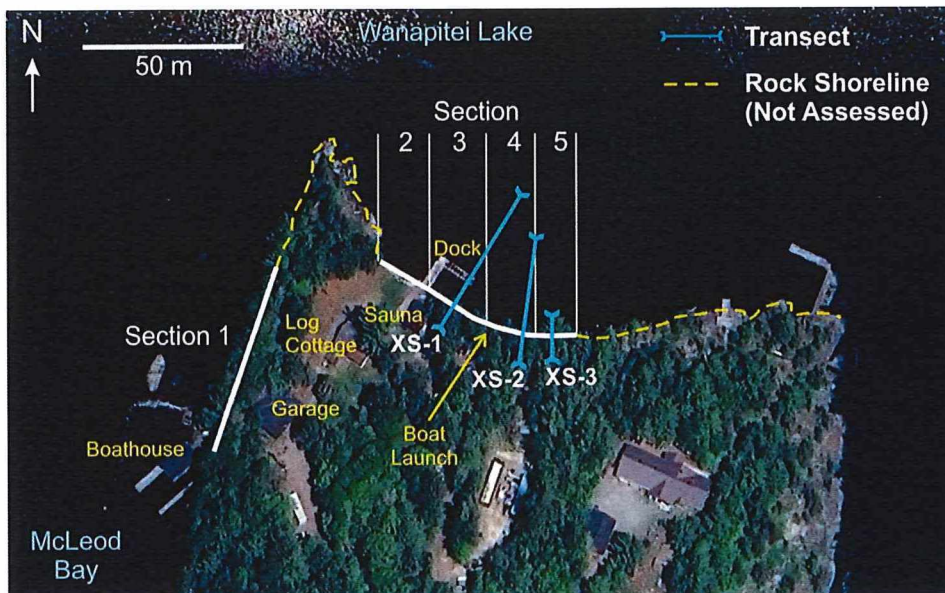 N
50 m
Wanapitei Lake
Transect
Rock Shoreline
(Not Assessed)
Section
2 3 4 5
Dock
Section 1
Log
Cottage
Sauna
XS-1
XS-2
XS-3
Garage
Boat
Launch
Boathouse
McLeod
Bay